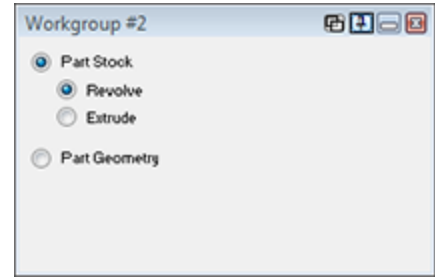 Workgroup #2
Part Stock
Revolve
Extrude
Part Geometry